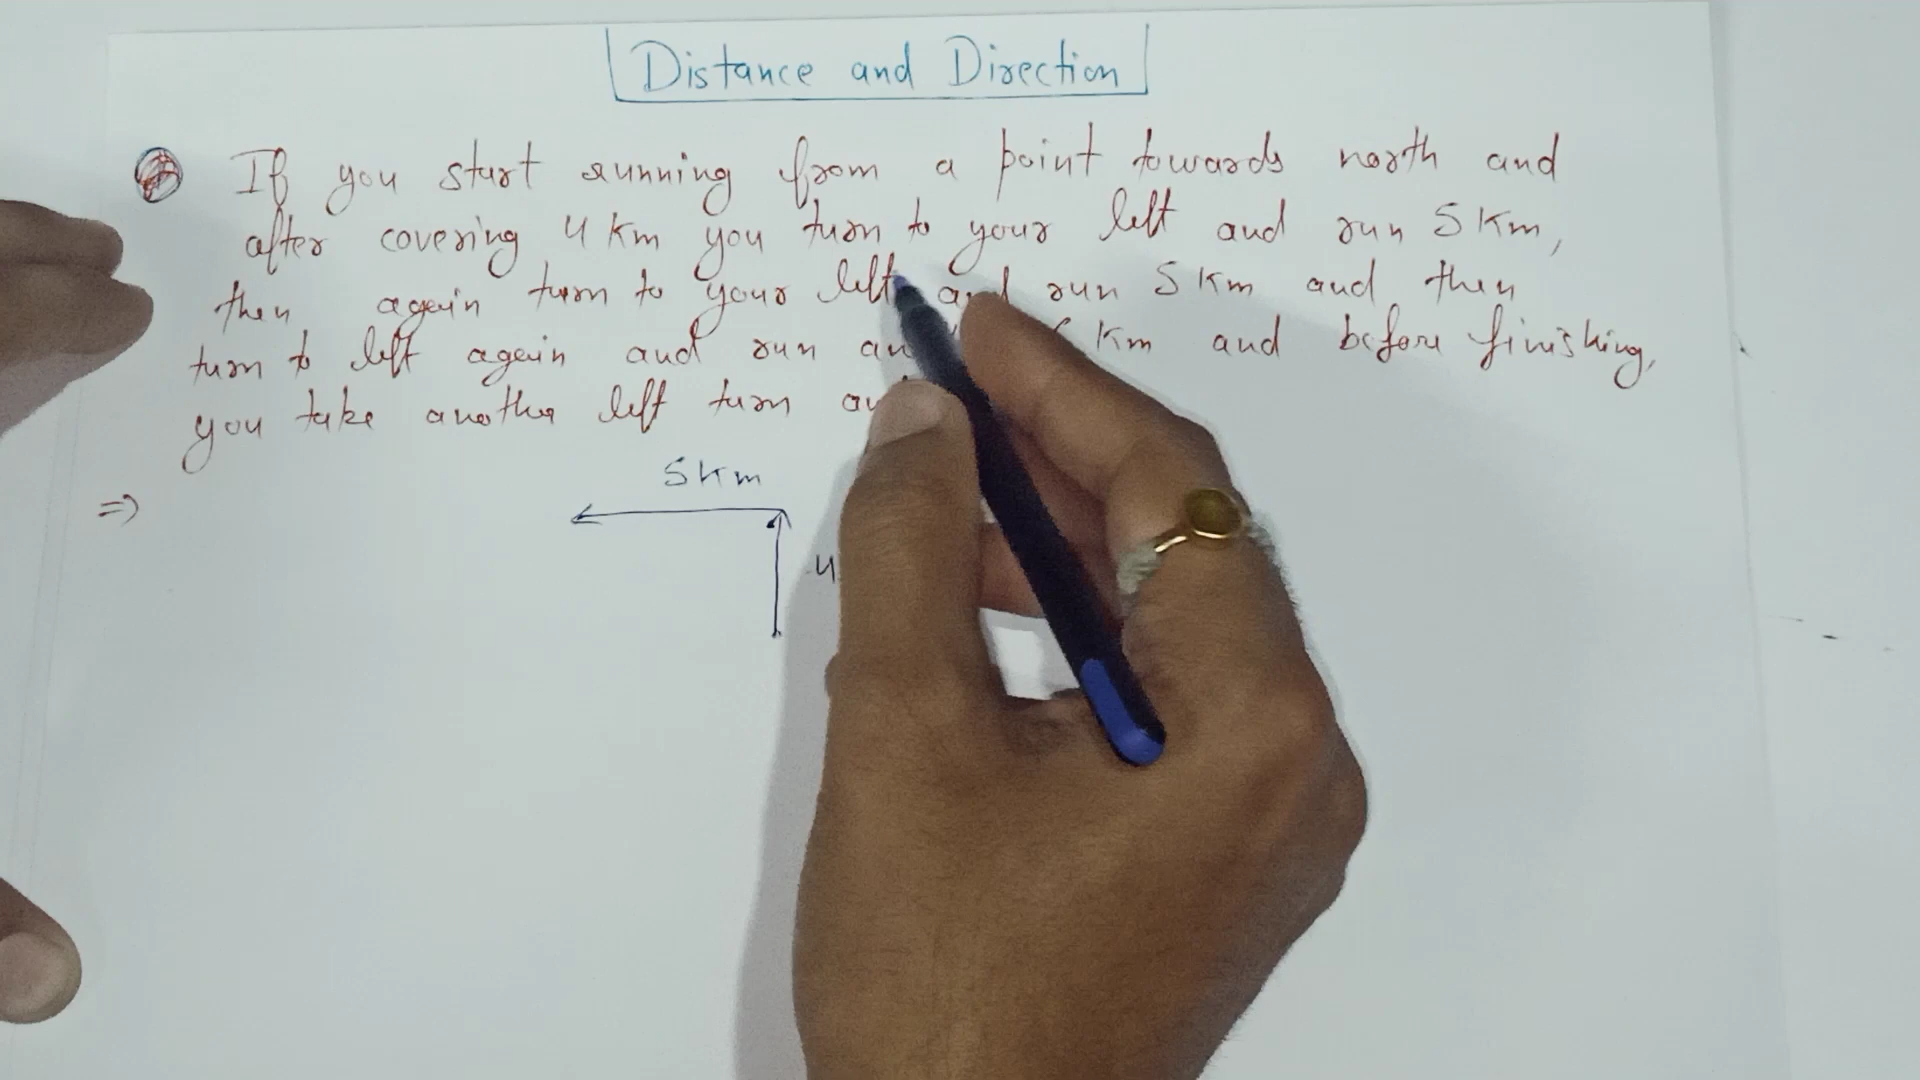 Distance and Direction
If you start running from a point towards north and
after covering 4 km you turn to your left and run 5 Km,
then again turn to your left and run 5 Km and then
turn to left again and run Km and before finishing,
you take another left turn
⇒
5 Km
4